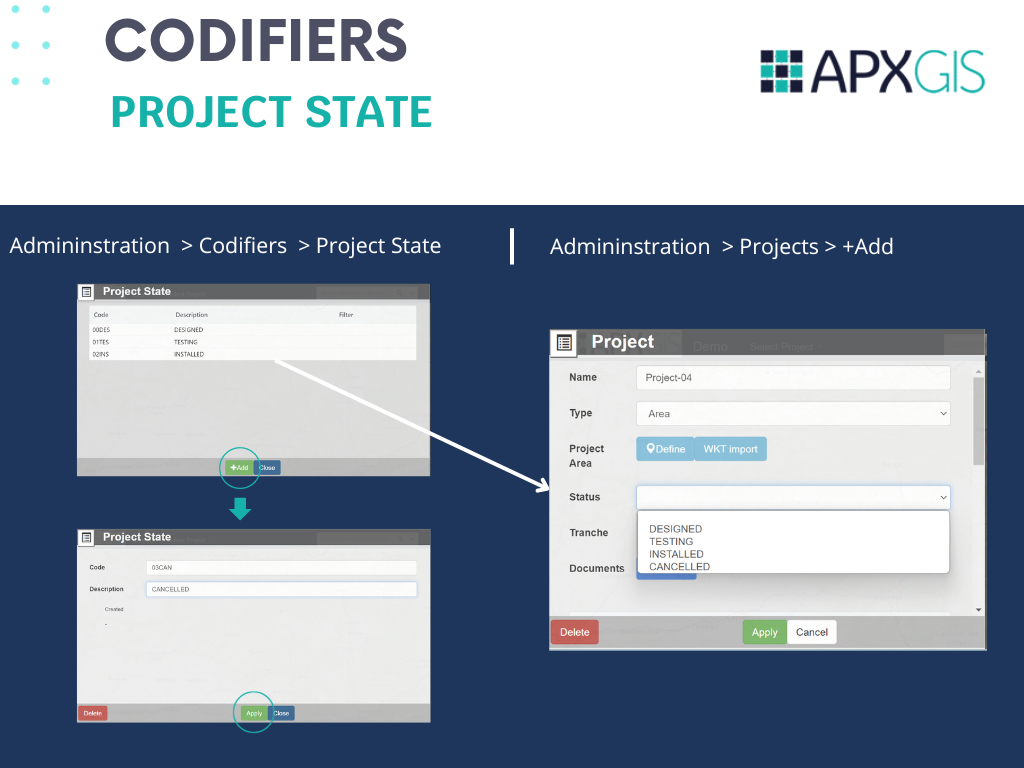 CODIFIERS
PROJECT STATE
APXGIS
Admininstration > Codifiers > Project State
Project State
Code Description Filter
00DES DESIGNED
01TES TESTING
02INS INSTALLED
+Add Close
Project State
Code 03CAN
Description CANCELLED
Created
-
Delete Apply Close
Admininstration > Projects > +Add
Project
Demo Select Project
Name Project-04
Type Area
Project Area Define WKT import
Status
DESIGNED
TESTING
INSTALLED
CANCELLED
Tranche
Documents
Delete Apply Cancel